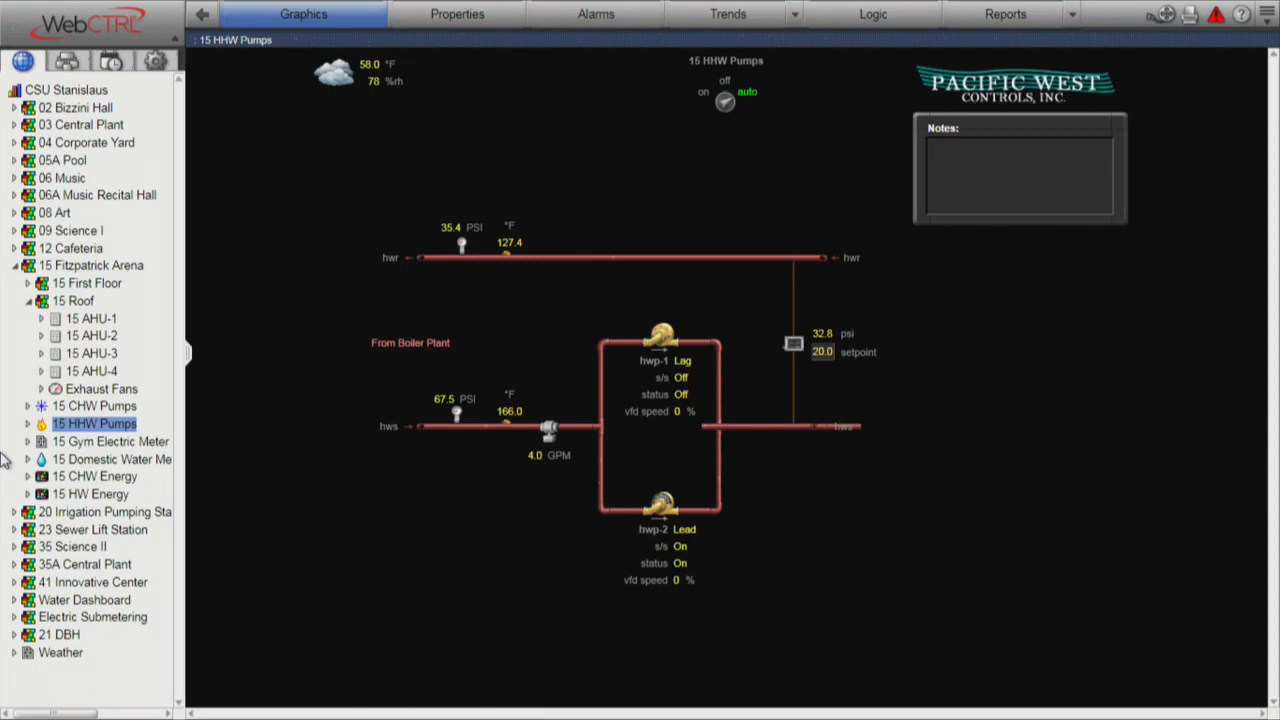 WebCTRL
Graphics
Properties
Alarms
Trends
Logic
Reports
: 15 HHW Pumps
CSU Stanislaus
02 Bizzini Hall
03 Central Plant
04 Corporate Yard
05A Pool
06 Music
06A Music Recital Hall
08 Art
09 Science I
12 Cafeteria
15 Fitzpatrick Arena
15 First Floor
15 Roof
15 AHU-1
15 AHU-2
15 AHU-3
15 AHU-4
Exhaust Fans
15 CHW Pumps
15 HHW Pumps
15 Gym Electric Meter
15 Domestic Water Me
15 CHW Energy
15 HW Energy
20 Irrigation Pumping Sta
23 Sewer Lift Station
35 Science II
35A Central Plant
41 Innovative Center
Water Dashboard
Electric Submetering
21 DBH
Weather
58.0 °F
78 %rh
15 HHW Pumps
off
on auto
PACIFIC WEST
CONTROLS, INC.
Notes:
35.4 PSI
°F
127.4
hwr
hwr
From Boiler Plant
32.8 psi
20.0 setpoint
hwp-1 Lag
s/s Off
status Off
vfd speed 0 %
67.5 PSI
°F
166.0
hws
hws
4.0 GPM
hwp-2 Lead
s/s On
status On
vfd speed 0 %